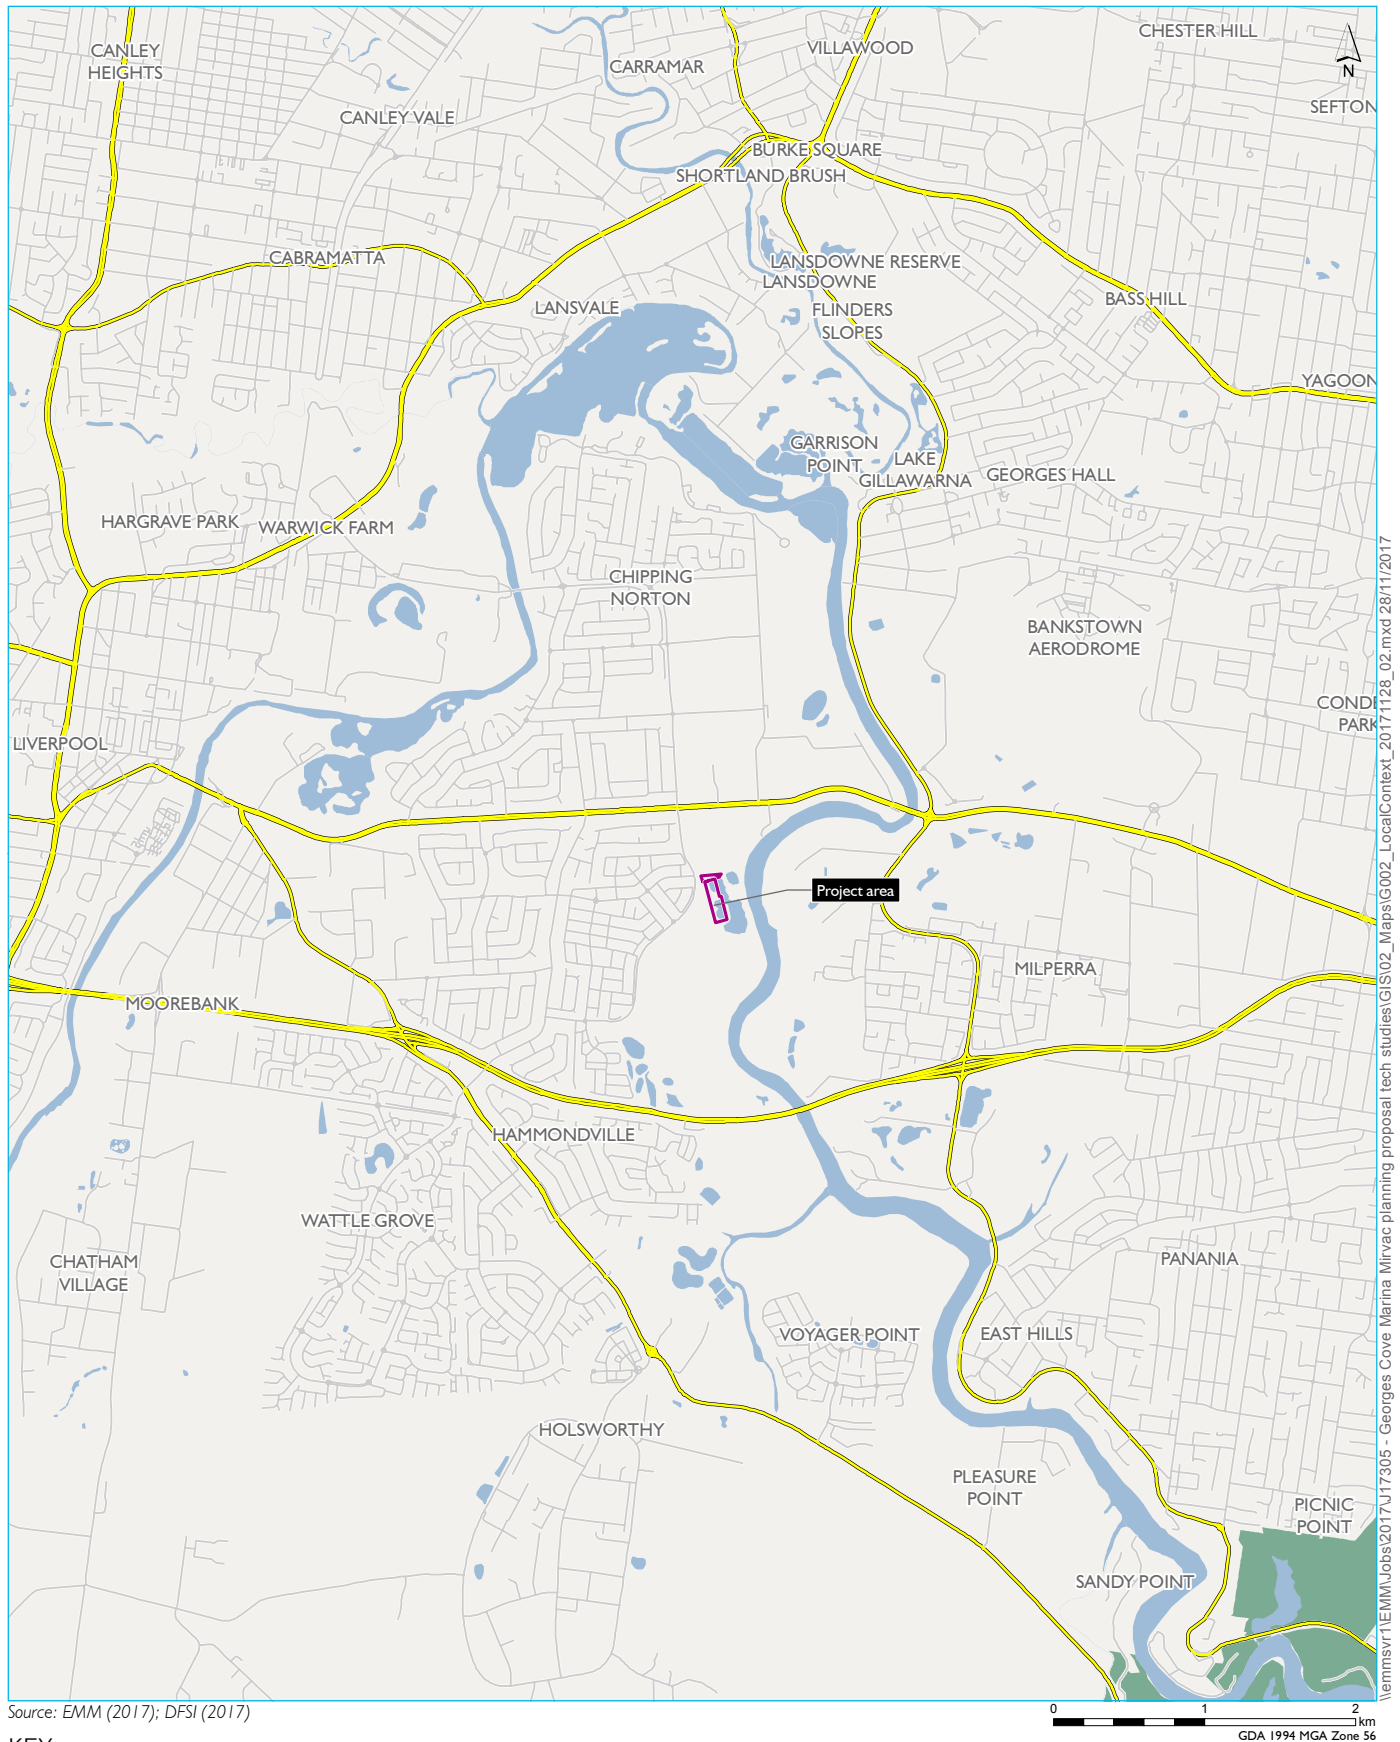 CHESTER HILL
CANLEY
HEIGHTS
VILLAWOOD
CARRAMAR
N
SEFTON
CANLEY VALE
BURKE SQUARE
SHORTLAND BRUSH
CABRAMATTA
LANSDOWNE RESERVE
LANSDOWNE
LANSVALE
FLINDERS
SLOPES
BASS HILL
YAGOON
GARRISON
POINT
LAKE
GILLAWARNA
GEORGES HALL
HARGRAVE PARK
WARWICK FARM
CHIPPING
NORTON
BANKSTOWN
AERODROME
CONDE
PARK
LIVERPOOL
Project area
MILPERRA
MOOREBANK
HAMMONDVILLE
WATTLE GROVE
CHATHAM
VILLAGE
PANANIA
VOYAGER POINT
EAST HILLS
HOLSWORTHY
PLEASURE
POINT
PICNIC
POINT
SANDY POINT
\\emmsvr1\EMM\Jobs\2017\J17305 - Georges Cove Marina Mirvac planning proposal tech studies\GIS\02_Maps\G002_LocalContext_20171128_02.mxd 28/11/2017
Source: EMM (2017); DFSI (2017)
0 1 2
km
GDA 1994 MGA Zone 56
KEY